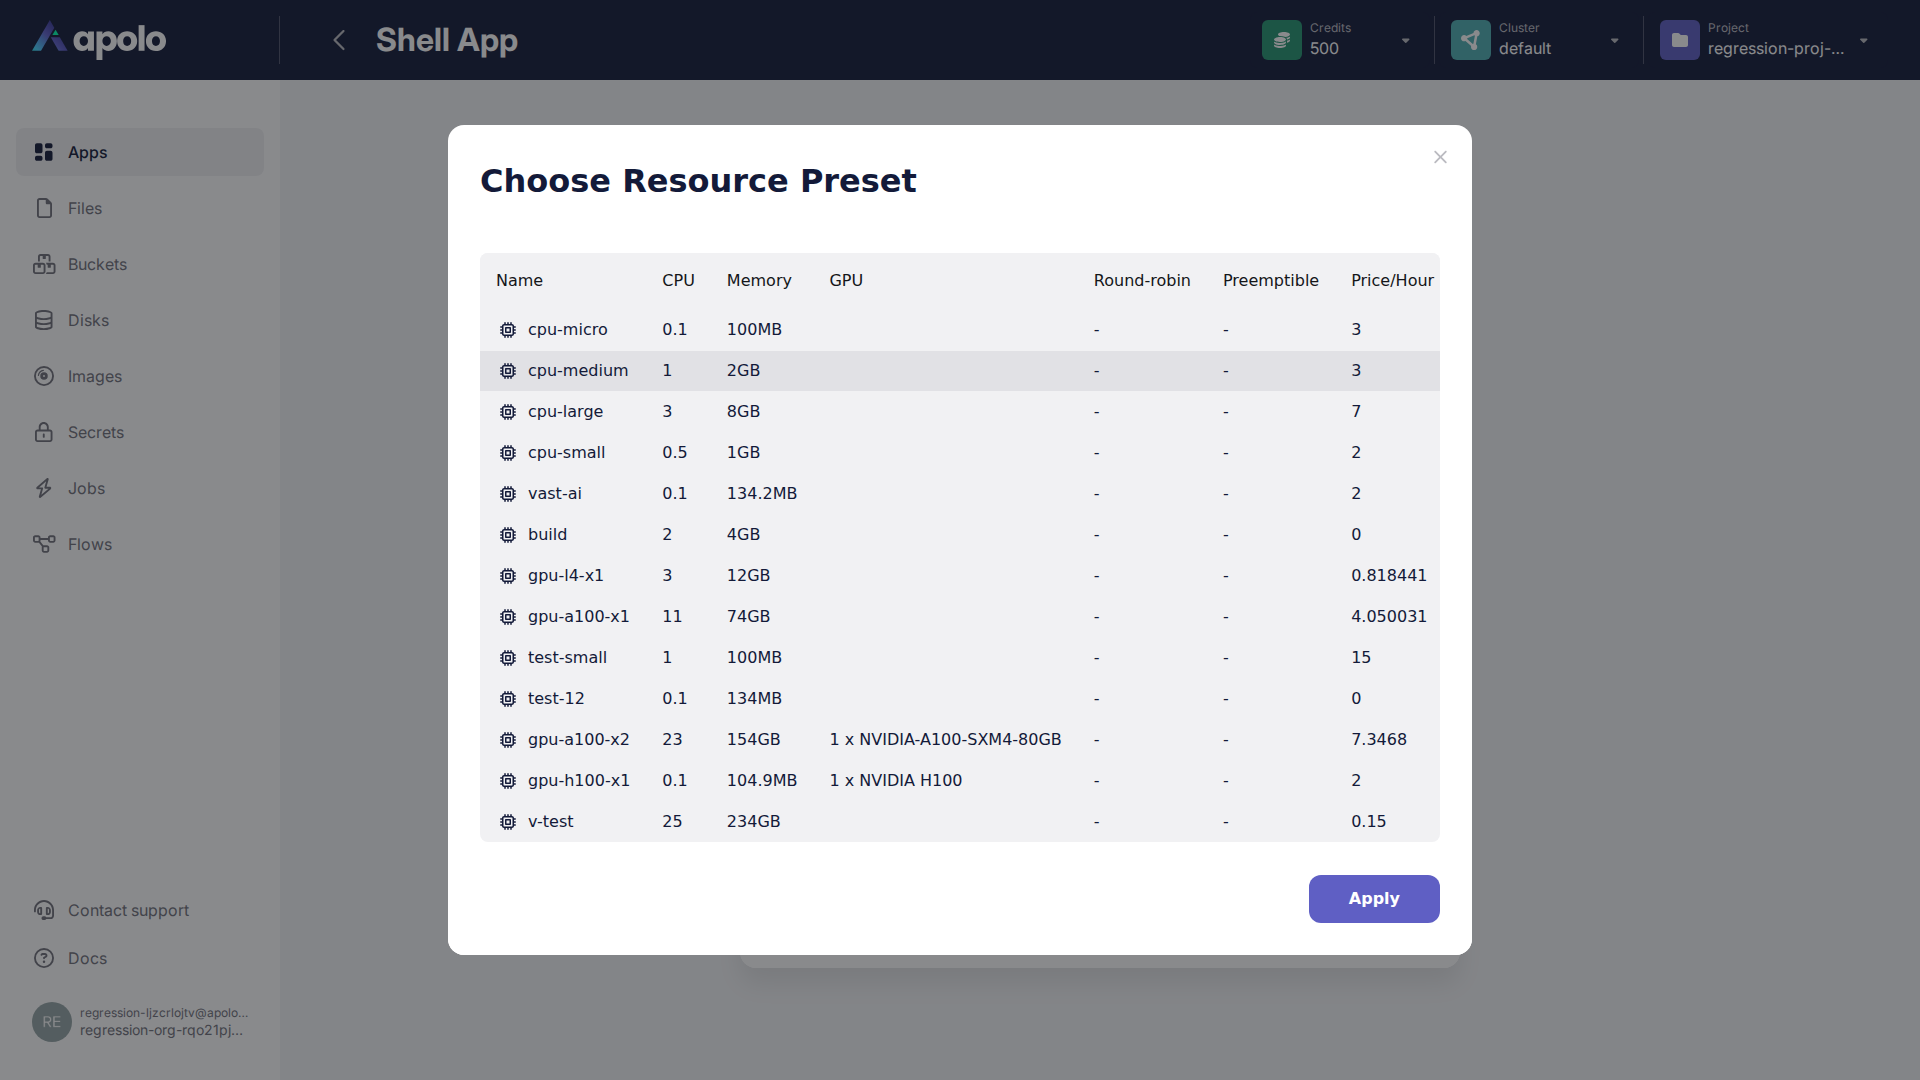 apolo
Shell App
Credits
500
Cluster
default
Project
regression-proj-...
Apps
Files
Buckets
Disks
Images
Secrets
Jobs
Flows
Contact support
Docs
RE
regression-ljzcrlojtv@apolo...
regression-org-rqo21pj...
Choose Resource Preset
Name CPU Memory GPU Round-robin Preemptible Price/Hour
cpu-micro 0.1 100MB - - 3
cpu-medium 1 2GB - - 3
cpu-large 3 8GB - - 7
cpu-small 0.5 1GB - - 2
vast-ai 0.1 134.2MB - - 2
build 2 4GB - - 0
gpu-l4-x1 3 12GB - - 0.818441
gpu-a100-x1 11 74GB - - 4.050031
test-small 1 100MB - - 15
test-12 0.1 134MB - - 0
gpu-a100-x2 23 154GB 1 x NVIDIA-A100-SXM4-80GB - - 7.3468
gpu-h100-x1 0.1 104.9MB 1 x NVIDIA H100 - - 2
v-test 25 234GB - - 0.15
Apply